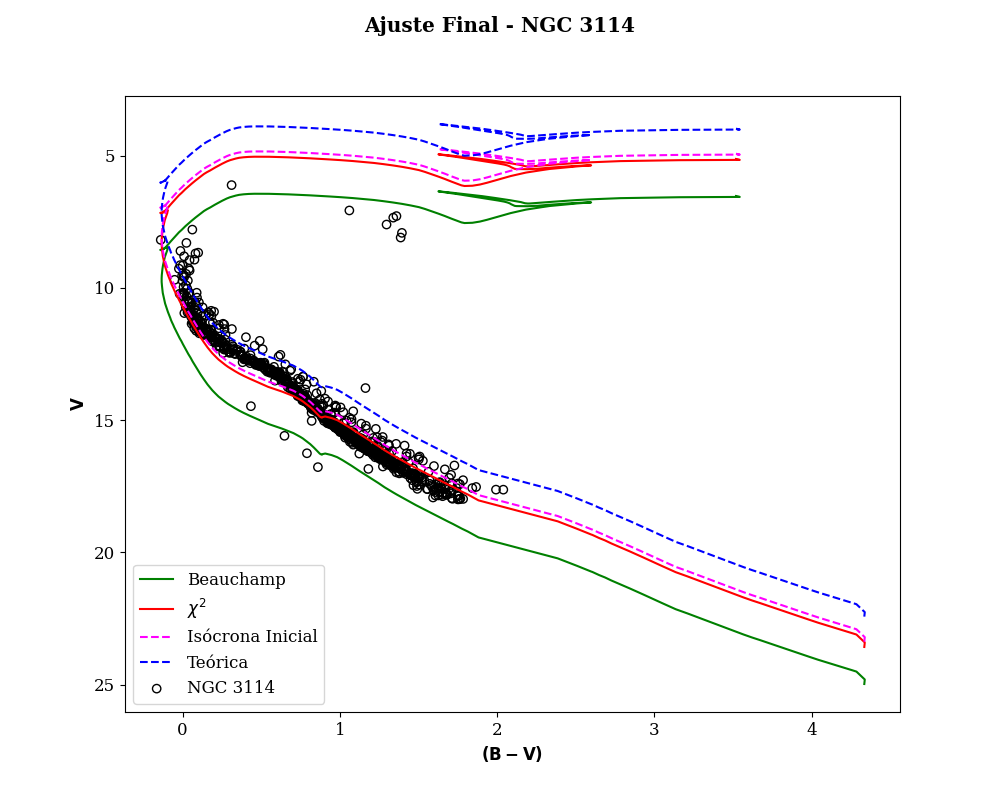 Ajuste Final - NGC 3114
V
5
10
15
20
25
Beauchamp
χ²
Isócrona Inicial
Teórica
NGC 3114
0 1 2 3 4
(B − V)